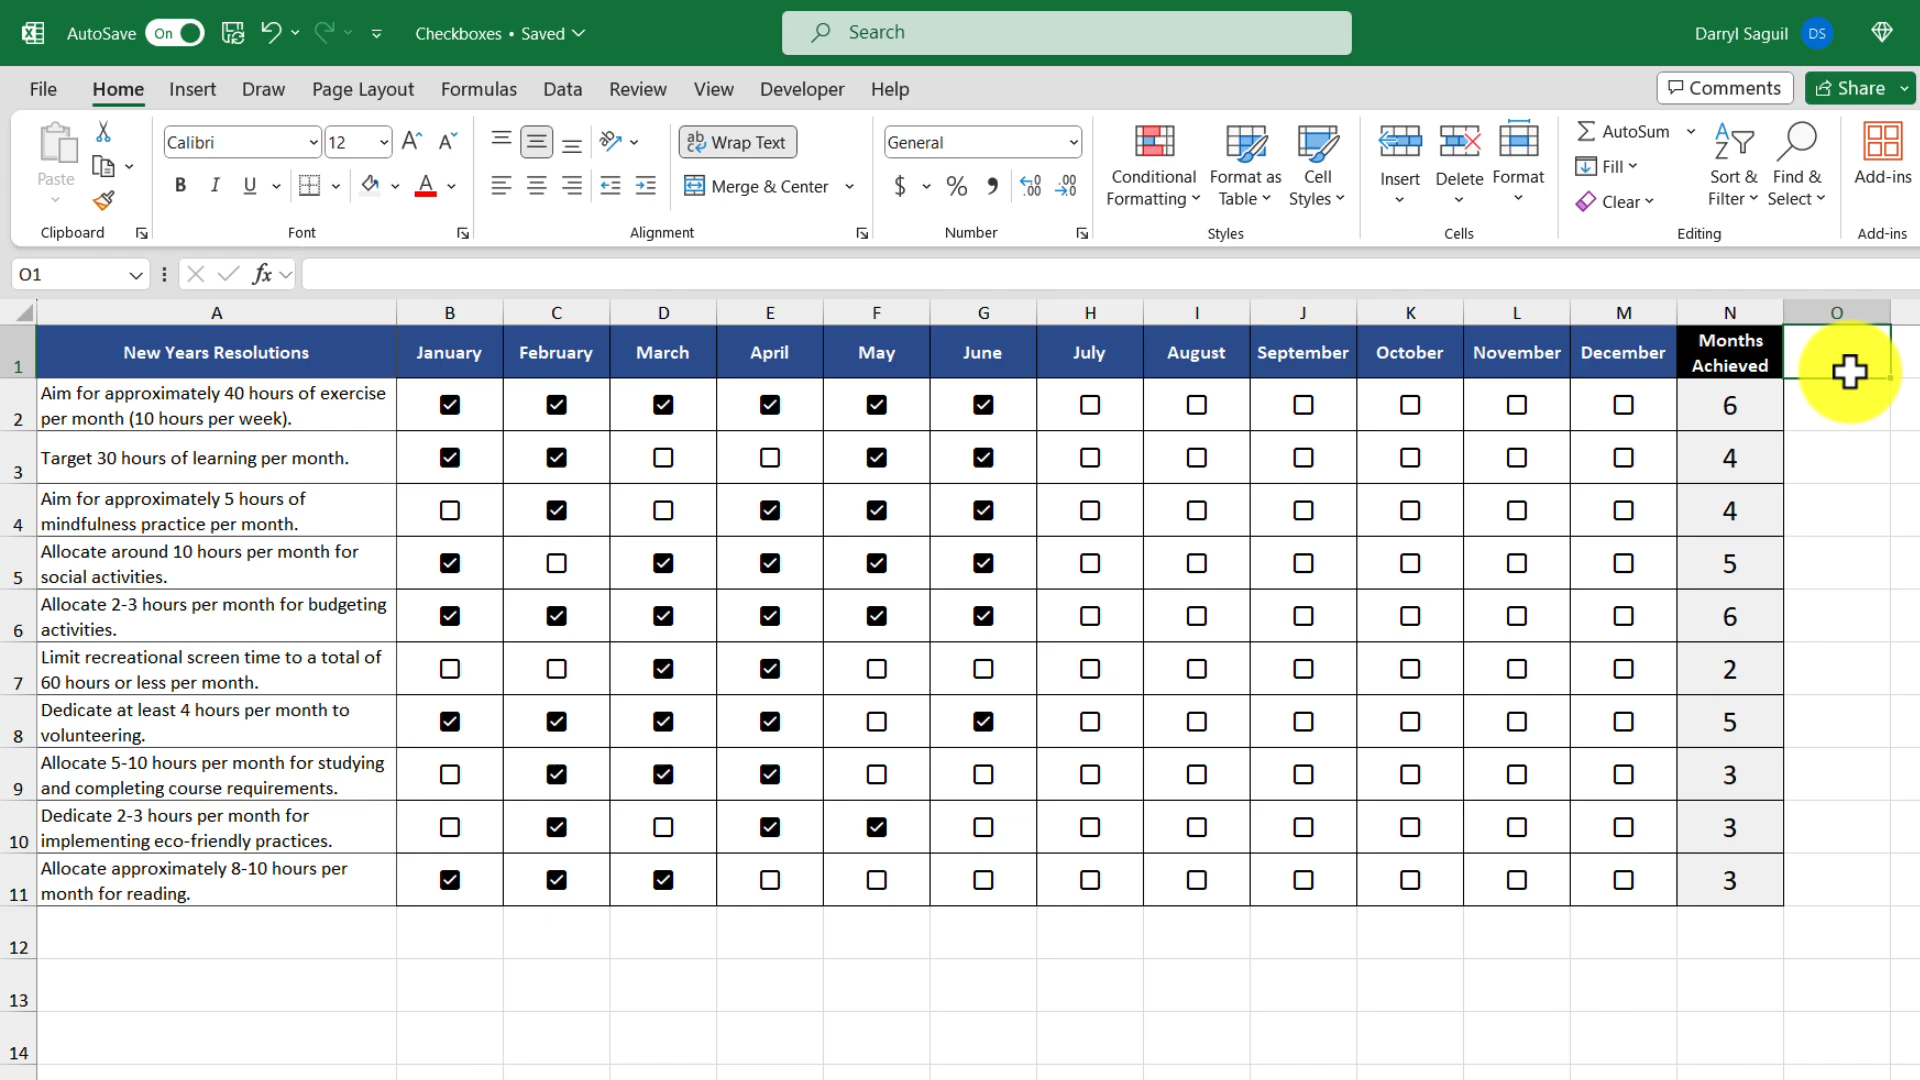 AutoSave On Checkboxes • Saved Search Darryl Saguil DS
File Home Insert Draw Page Layout Formulas Data Review View Developer Help Comments Share
Paste Calibri 12 Wrap Text General Conditional Formatting Format as Table Cell Styles Insert Delete Format AutoSum Sort & Filter Find & Select Add-ins
B I U A Merge & Center $ % Fill Clear
Clipboard Font Alignment Number Styles Cells Editing Add-ins
O1 fx
A B C D E F G H I J K L M N O
1 New Years Resolutions January February March April May June July August September October November December Months Achieved
2 Aim for approximately 40 hours of exercise
per month (10 hours per week). 6
3 Target 30 hours of learning per month. 4
4 Aim for approximately 5 hours of
mindfulness practice per month. 4
5 Allocate around 10 hours per month for
social activities. 5
6 Allocate 2-3 hours per month for budgeting
activities. 6
7 Limit recreational screen time to a total of
60 hours or less per month. 2
8 Dedicate at least 4 hours per month to
volunteering. 5
9 Allocate 5-10 hours per month for studying
and completing course requirements. 3
10 Dedicate 2-3 hours per month for
implementing eco-friendly practices. 3
11 Allocate approximately 8-10 hours per
month for reading. 3
12
13
14